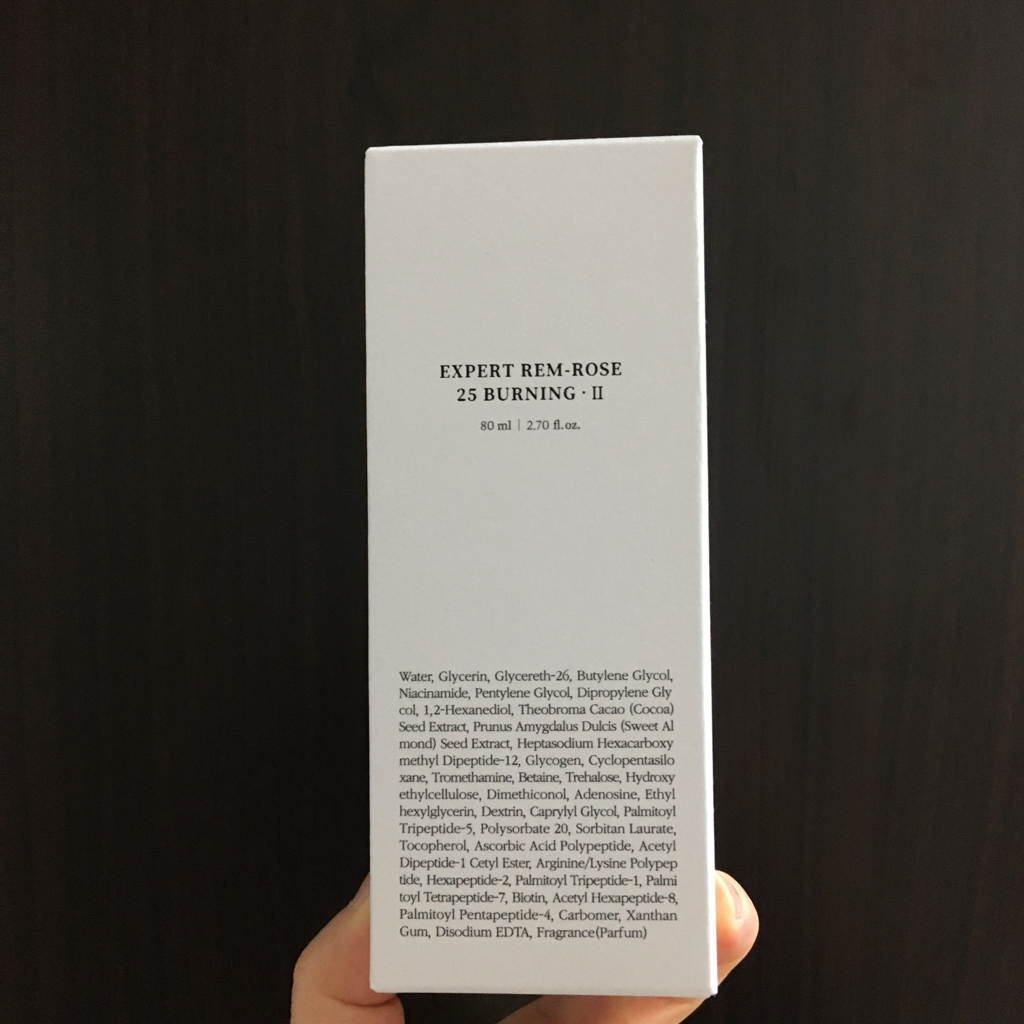 EXPERT REM-ROSE
25 BURNING · II
80 ml | 2.70 fl.oz.
Water, Glycerin, Glycereth-26, Butylene Glycol,
Niacinamide, Pentylene Glycol, Dipropylene Gly
col, 1,2-Hexanediol, Theobroma Cacao (Cocoa)
Seed Extract, Prunus Amygdalus Dulcis (Sweet Al
mond) Seed Extract, Heptasodium Hexacarboxy
methyl Dipeptide-12, Glycogen, Cyclopentasilo
xane, Tromethamine, Betaine, Trehalose, Hydroxy
ethylcellulose, Dimethiconol, Adenosine, Ethyl
hexylglycerin, Dextrin, Caprylyl Glycol, Palmitoyl
Tripeptide-5, Polysorbate 20, Sorbitan Laurate,
Tocopherol, Ascorbic Acid Polypeptide, Acetyl
Dipeptide-1 Cetyl Ester, Arginine/Lysine Polypep
tide, Hexapeptide-2, Palmitoyl Tripeptide-1, Palmi
toyl Tetrapeptide-7, Biotin, Acetyl Hexapeptide-8,
Palmitoyl Pentapeptide-4, Carbomer, Xanthan
Gum, Disodium EDTA, Fragrance(Parfum)